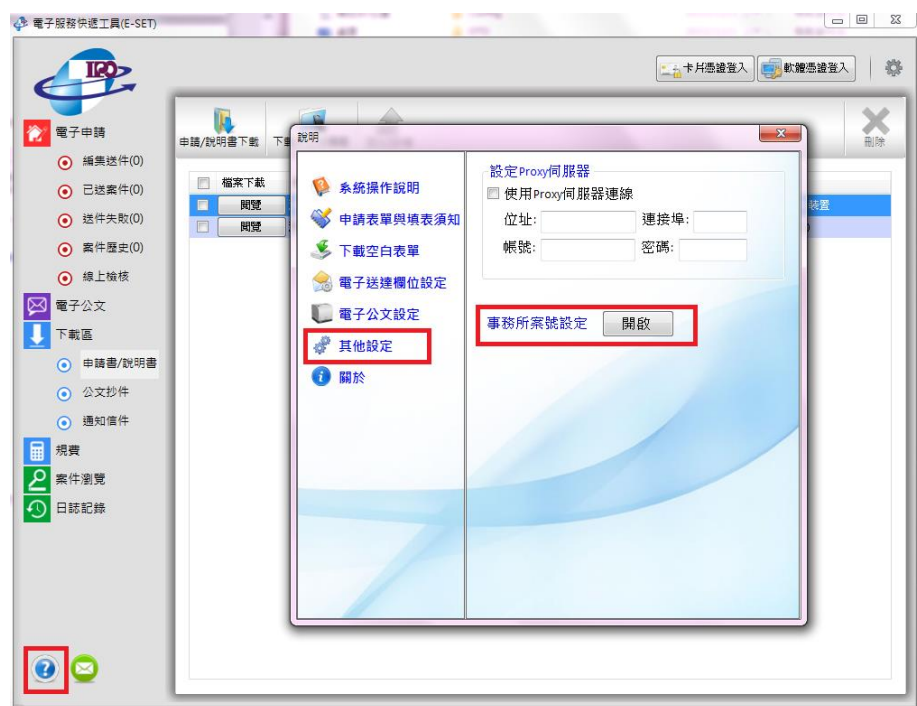 電子服務快遞工具(E-SET)
IPO
卡片憑證登入
軟體憑證登入
電子申請
編集送件(0)
已送案件(0)
送件失敗(0)
案件歷史(0)
線上檢核
電子公文
下載區
申請書/說明書
公文抄件
通知信件
規費
案件瀏覽
日誌記錄
申請/說明書下載
刪除
檔案下載
閱覽
裝置
閱覽
說明
系統操作說明
申請表單與填表須知
下載空白表單
電子送達欄位設定
電子公文設定
其他設定
關於
設定Proxy伺服器
使用Proxy伺服器連線
位址: 連接埠:
帳號: 密碼:
事務所案號設定 開啟